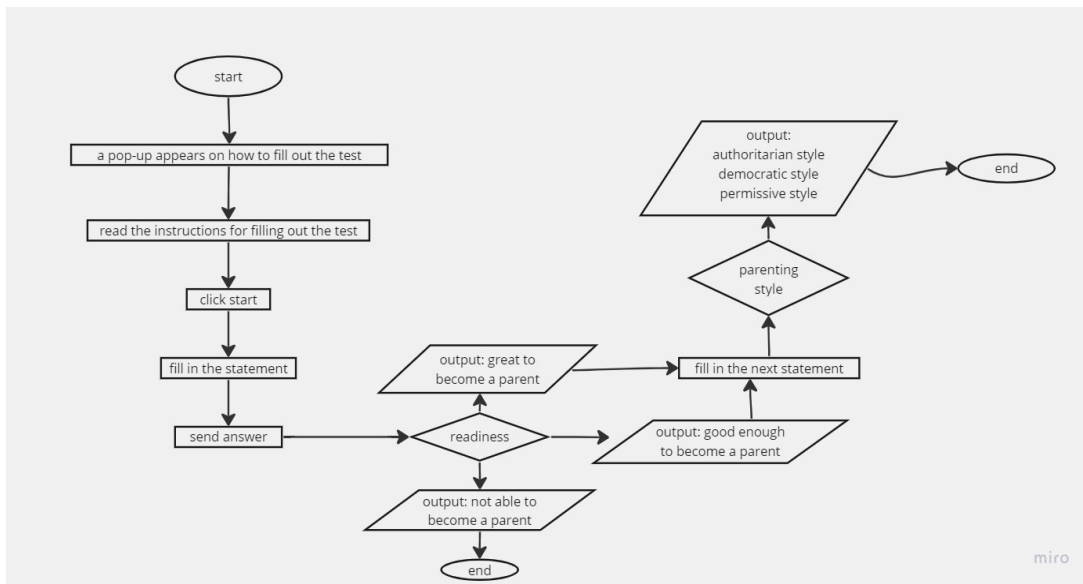 start
a pop-up appears on how to fill out the test
read the instructions for filling out the test
click start
fill in the statement
send answer
readiness
output: great to
become a parent
output: good enough
to become a parent
output: not able to
become a parent
end
fill in the next statement
parenting
style
output:
authoritarian style
democratic style
permissive style
end
miro